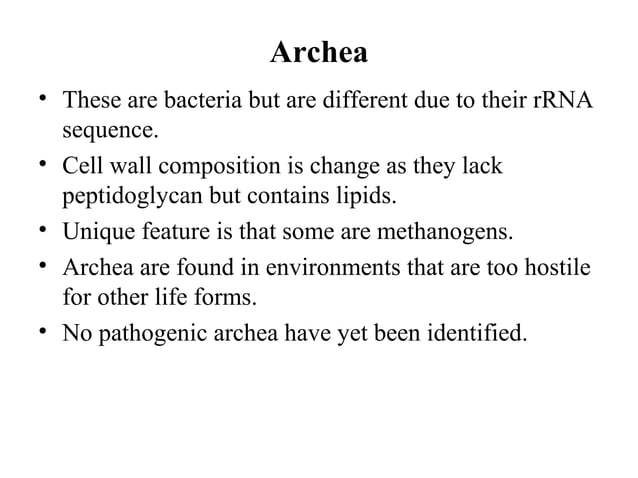 Archea
• These are bacteria but are different due to their rRNA
sequence.
• Cell wall composition is change as they lack
peptidoglycan but contains lipids.
• Unique feature is that some are methanogens.
• Archea are found in environments that are too hostile
for other life forms.
• No pathogenic archea have yet been identified.